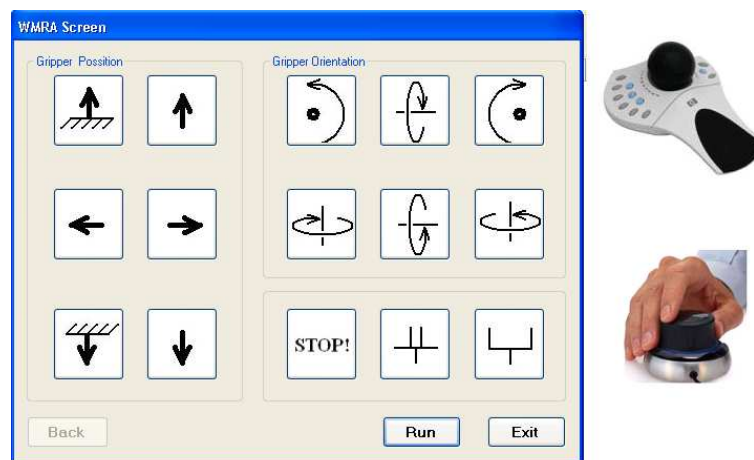 WMRA Screen
Gripper Possition
Gripper Orientation
STOP!
Back
Run
Exit